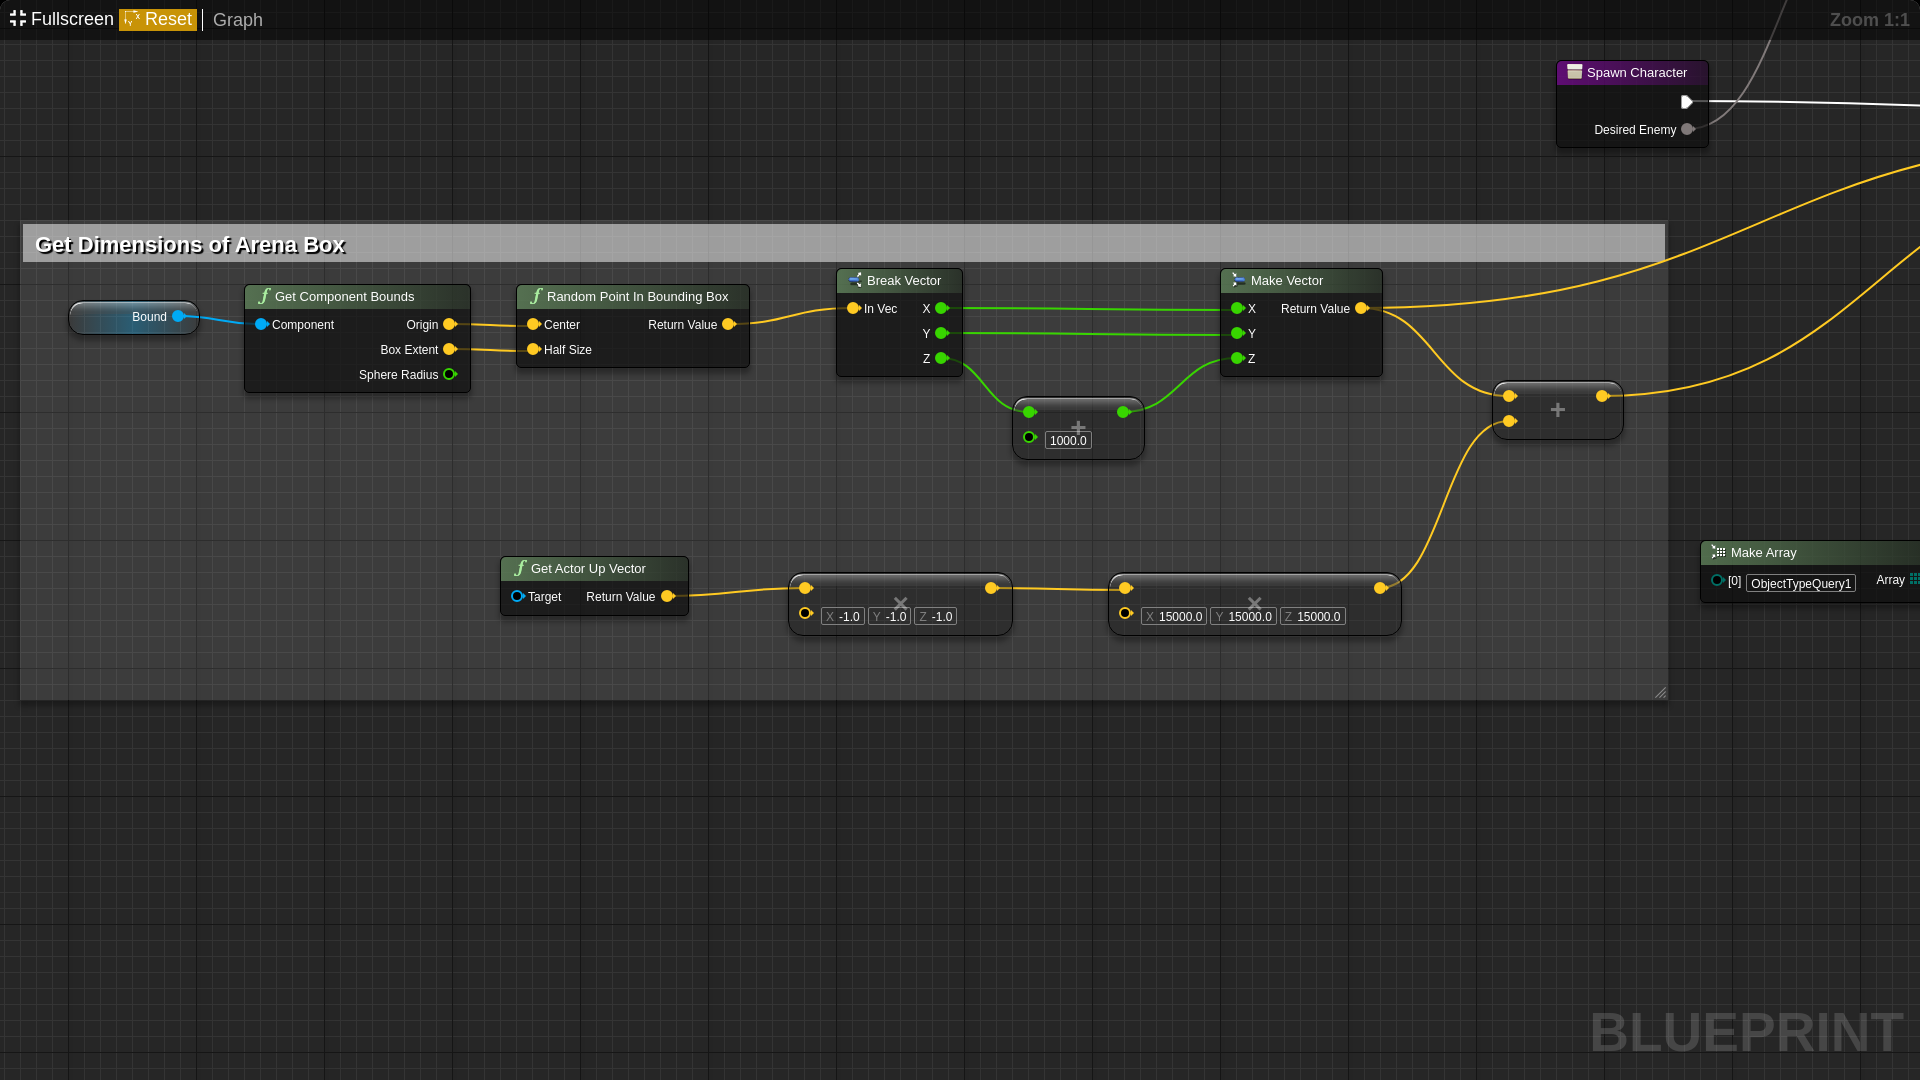 Fullscreen Reset Graph Zoom 1:1
Spawn Character
Desired Enemy
Get Dimensions of Arena Box
Bound
Get Component Bounds
Component Origin
Box Extent
Sphere Radius
Random Point In Bounding Box
Center Return Value
Half Size
Break Vector
In Vec X
Y
Z
Make Vector
X Return Value
Y
Z
+
1000.0
+
Get Actor Up Vector
Target Return Value
×
X -1.0 Y -1.0 Z -1.0
×
X 15000.0 Y 15000.0 Z 15000.0
Make Array
[0] ObjectTypeQuery1 Array
BLUEPRINT